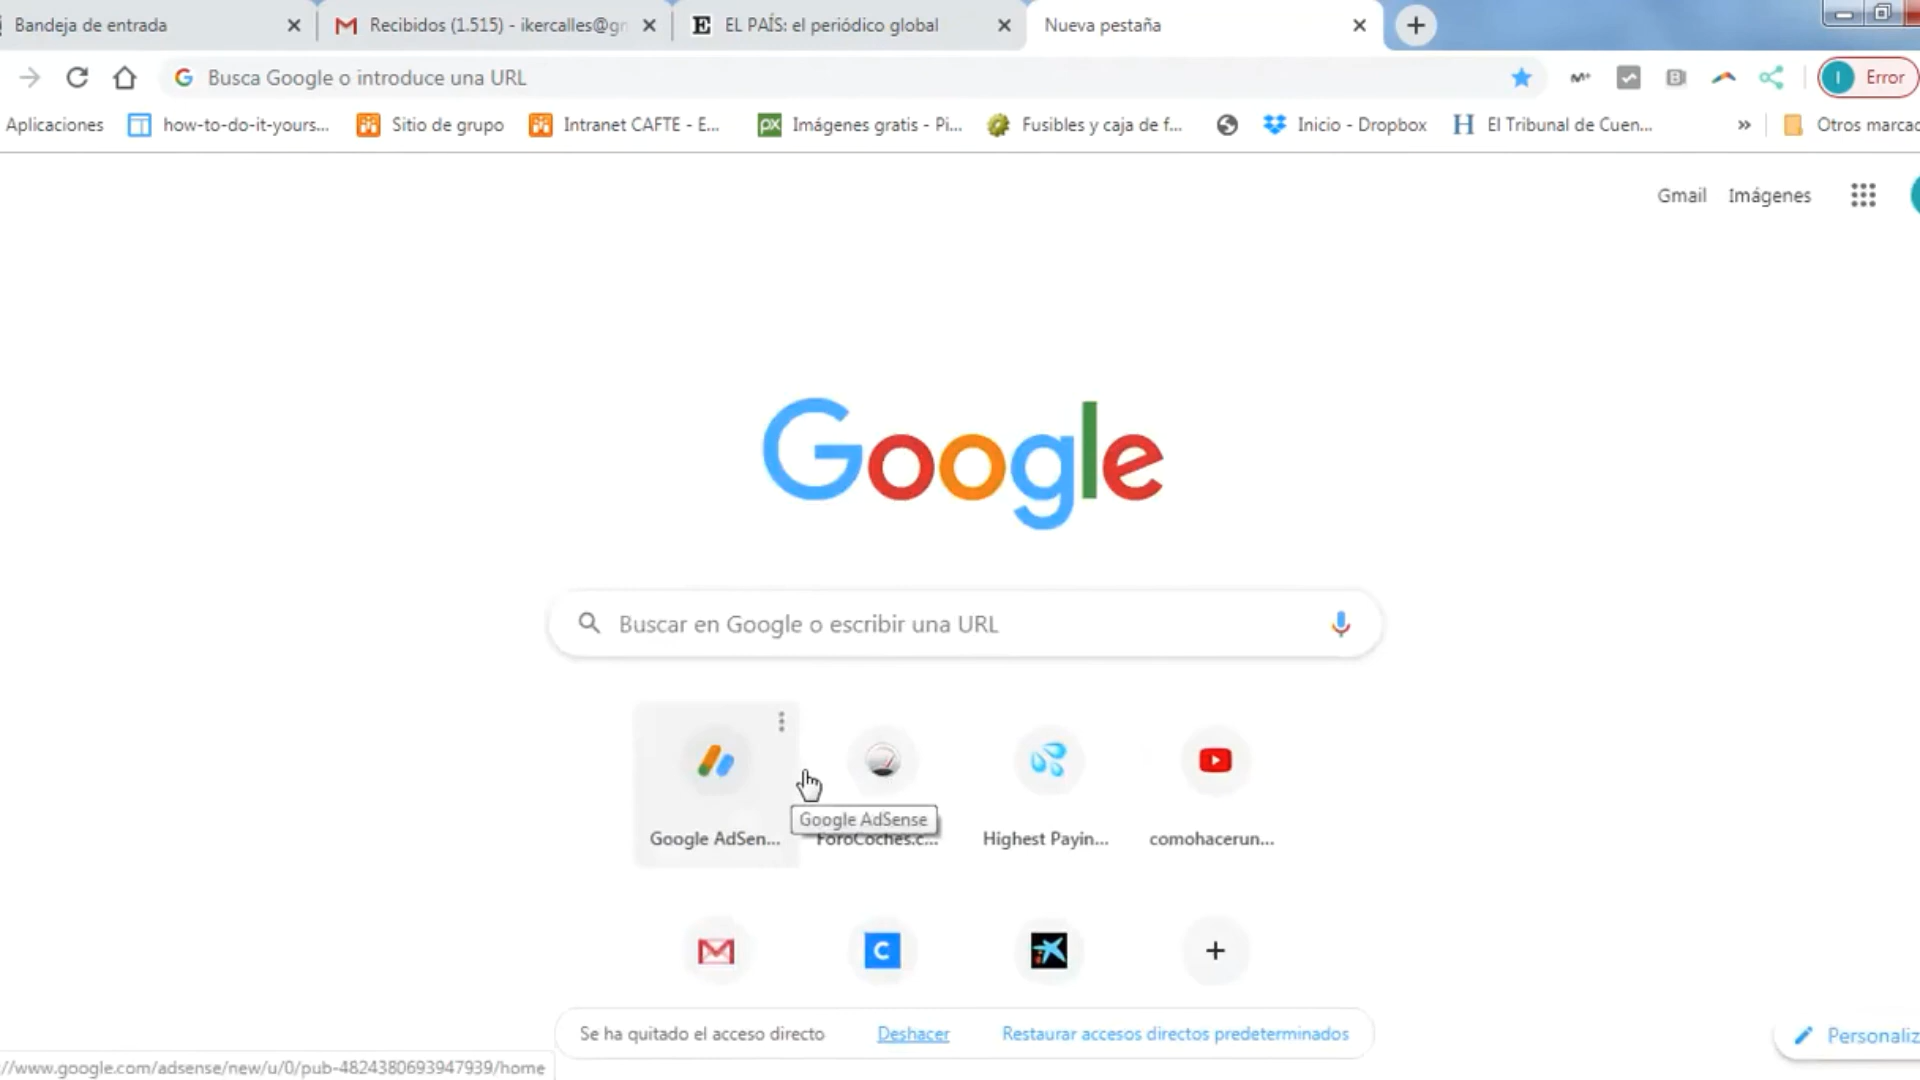 Bandeja de entrada
Recibidos (1.515) - ikercalles@gm
EL PAÍS: el periódico global
Nueva pestaña
Busca Google o introduce una URL
Error
Aplicaciones
how-to-do-it-yours...
Sitio de grupo
Intranet CAFTE - E...
px
Imágenes gratis - Pi...
Fusibles y caja de f...
Inicio - Dropbox
El Tribunal de Cuen...
»
Otros marcac
Gmail
Imágenes
Google
Buscar en Google o escribir una URL
Google AdSense
Google AdSen...
ForoCoches.c...
Highest Payin...
comohacerun...
Se ha quitado el acceso directo
Deshacer
Restaurar accesos directos predeterminados
Personaliz
//www.google.com/adsense/new/u/0/pub-4824380693947939/home